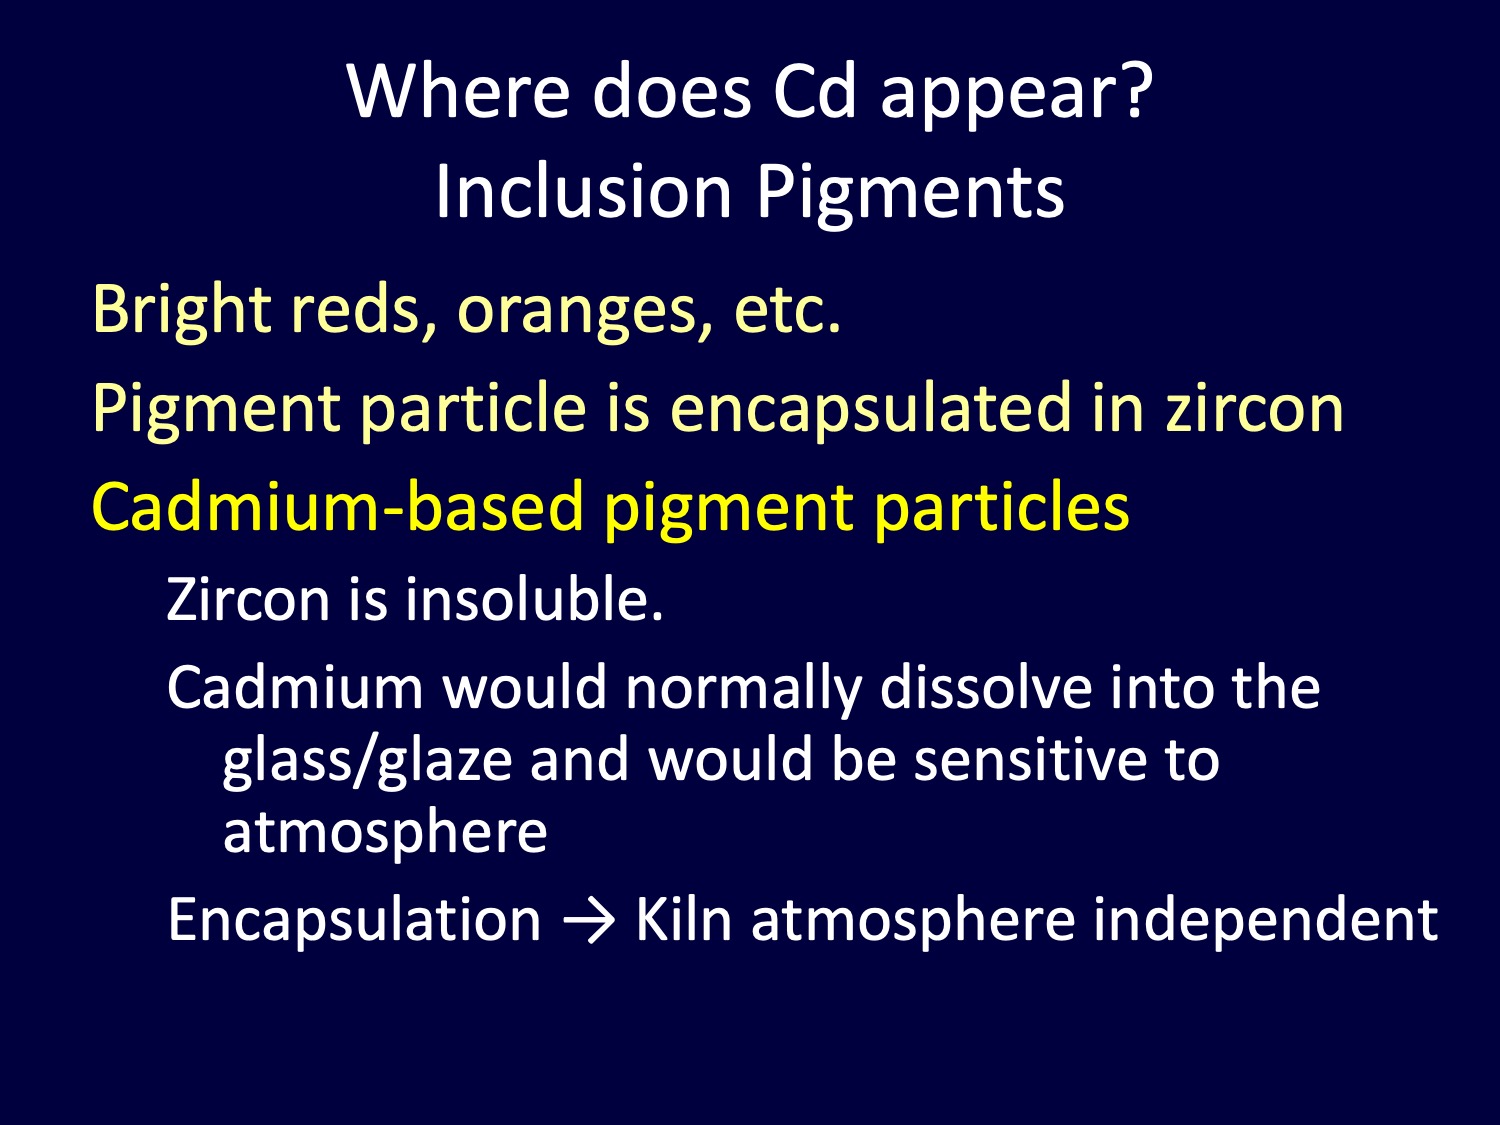 Where does Cd appear?
Inclusion Pigments
Bright reds, oranges, etc.
Pigment particle is encapsulated in zircon
Cadmium-based pigment particles
Zircon is insoluble.
Cadmium would normally dissolve into the
glass/glaze and would be sensitive to
atmosphere
Encapsulation → Kiln atmosphere independent